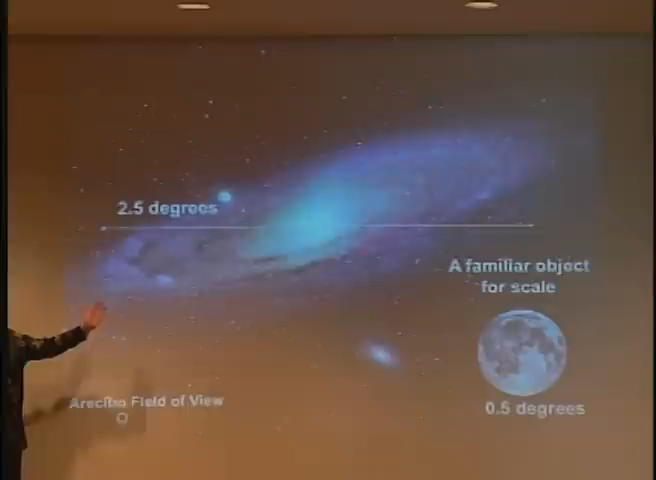 2.5 degrees
A familiar object
for scale
Arecibo Field of View
0.5 degrees